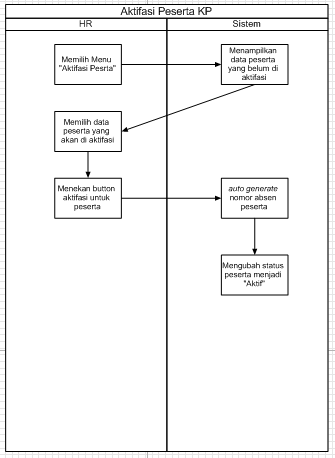 Aktifasi Peserta KP
HR
Sistem
Memilih Menu
"Aktifasi Pesrta"
Menampilkan
data peserta
yang belum di
aktifasi
Memilih data
peserta yang
akan di aktifasi
Menekan button
aktifasi untuk
peserta
auto generate
nomor absen
peserta
Mengubah status
peserta menjadi
"Aktif"